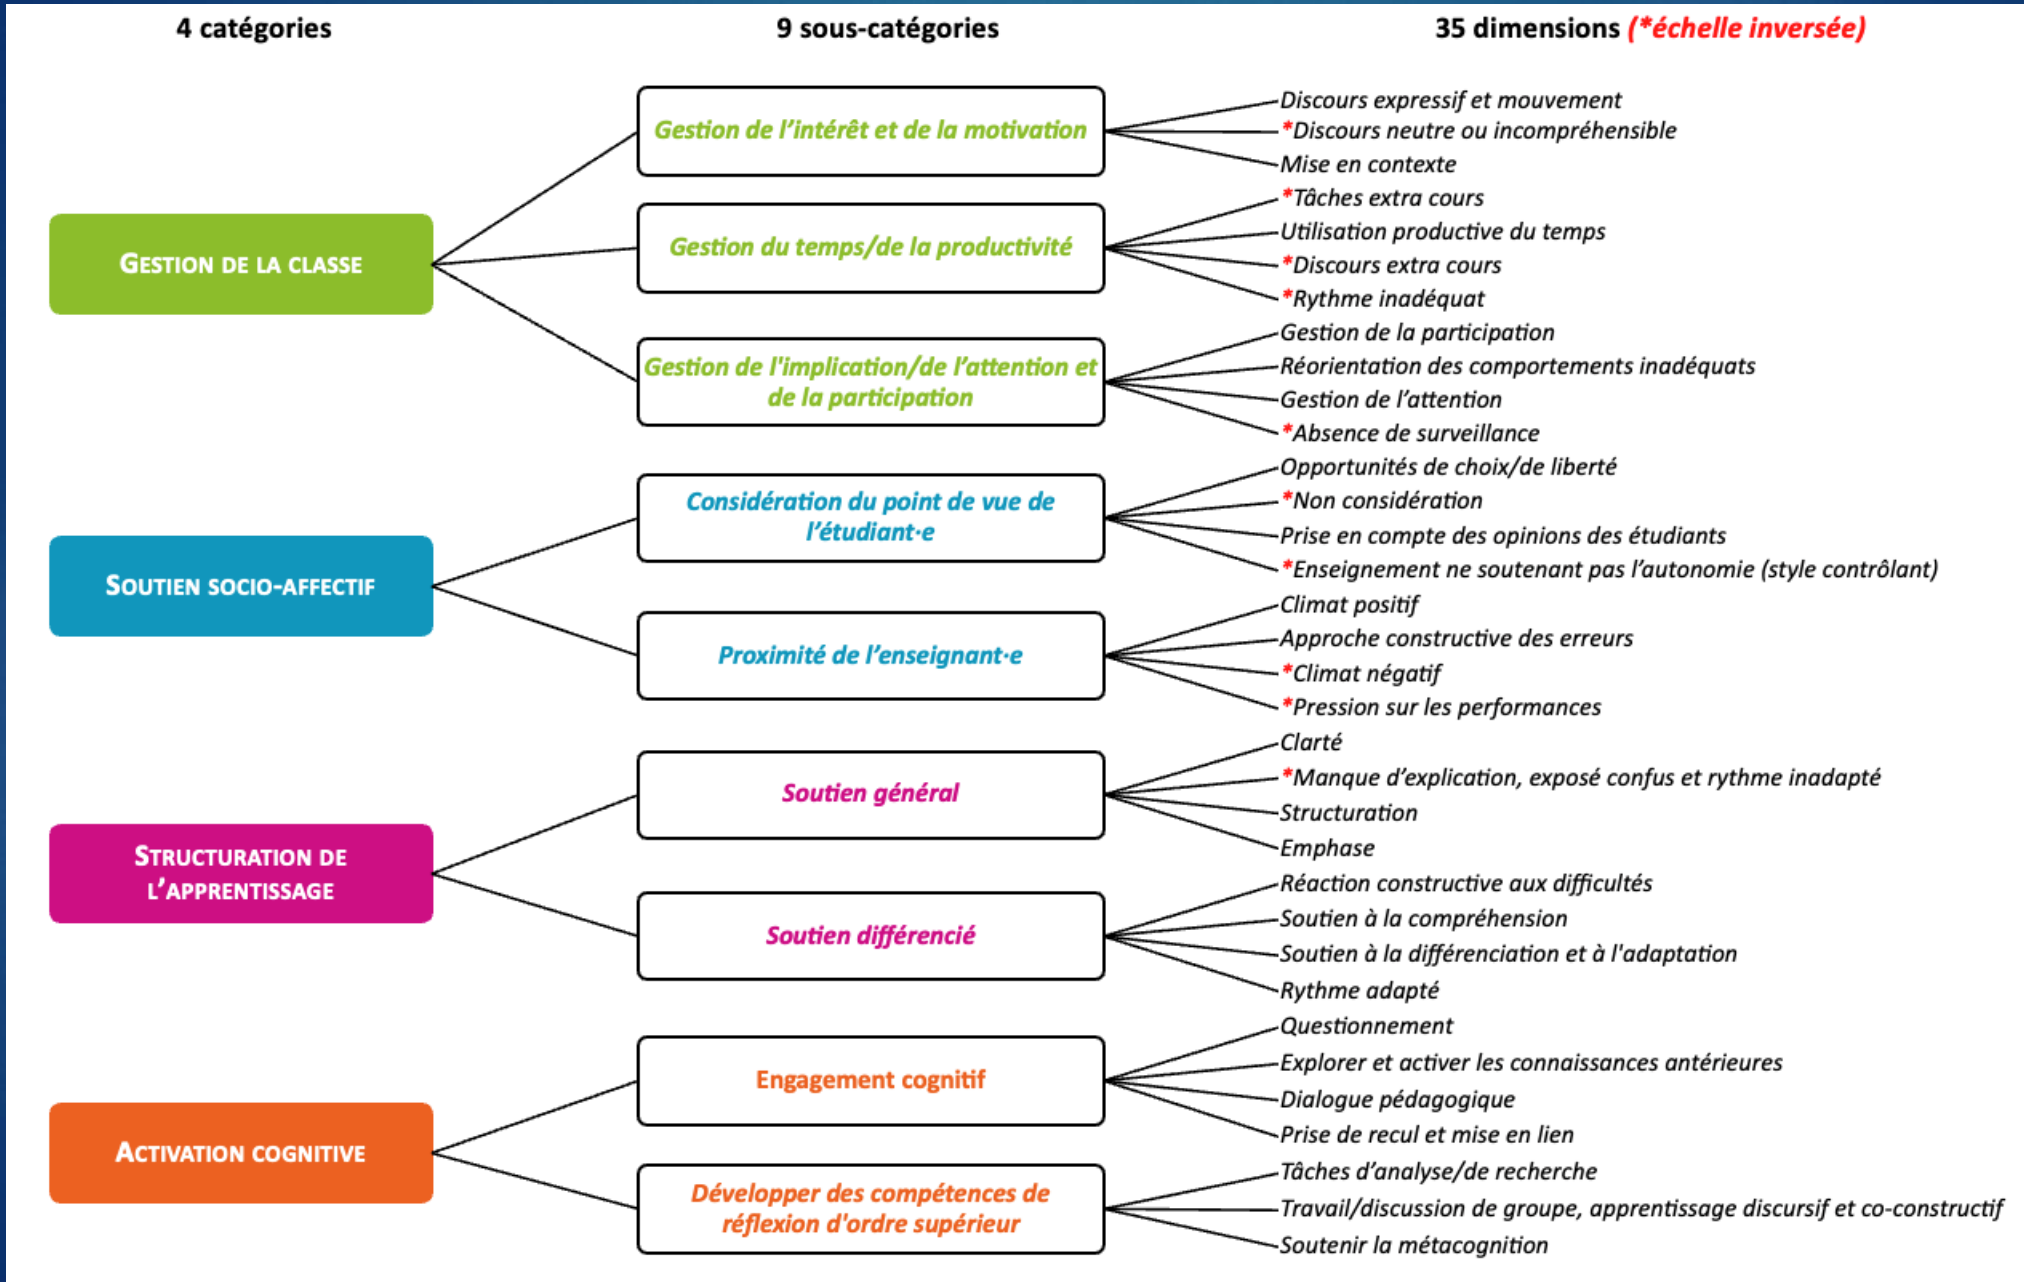 4 catégories
9 sous-catégories
35 dimensions (*échelle inversée)
GESTION DE LA CLASSE
Gestion de l’intérêt et de la motivation
Discours expressif et mouvement
*Discours neutre ou incompréhensible
Mise en contexte
Gestion du temps/de la productivité
*Tâches extra cours
Utilisation productive du temps
*Discours extra cours
*Rythme inadéquat
Gestion de l'implication/de l’attention et
de la participation
Gestion de la participation
Réorientation des comportements inadéquats
Gestion de l’attention
*Absence de surveillance
SOUTIEN SOCIO-AFFECTIF
Considération du point de vue de
l’étudiant·e
Opportunités de choix/de liberté
*Non considération
Prise en compte des opinions des étudiants
*Enseignement ne soutenant pas l’autonomie (style contrôlant)
Proximité de l’enseignant·e
Climat positif
Approche constructive des erreurs
*Climat négatif
*Pression sur les performances
STRUCTURATION DE
L’APPRENTISSAGE
Soutien général
Clarté
*Manque d’explication, exposé confus et rythme inadapté
Structuration
Emphase
Soutien différencié
Réaction constructive aux difficultés
Soutien à la compréhension
Soutien à la différenciation et à l'adaptation
Rythme adapté
ACTIVATION COGNITIVE
Engagement cognitif
Questionnement
Explorer et activer les connaissances antérieures
Dialogue pédagogique
Prise de recul et mise en lien
Développer des compétences de
réflexion d'ordre supérieur
Tâches d’analyse/de recherche
Travail/discussion de groupe, apprentissage discursif et co-constructif
Soutenir la métacognition